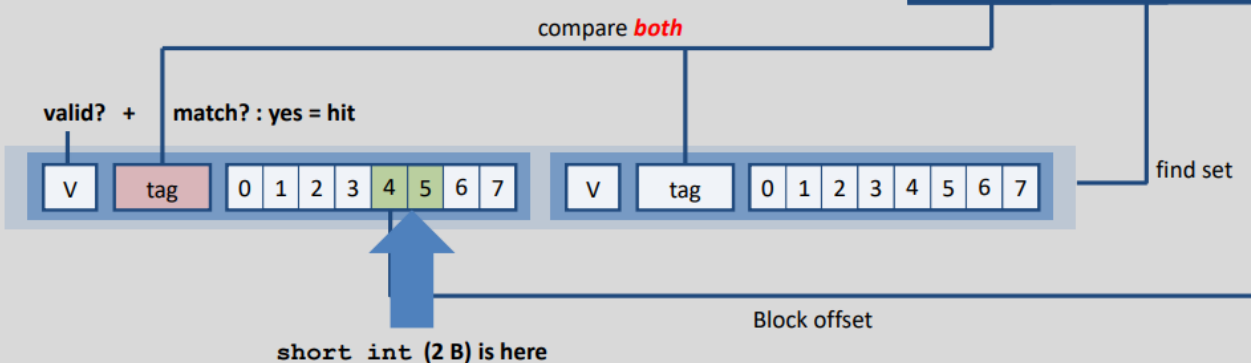 compare both
valid? + match? : yes = hit
V tag 0 1 2 3 4 5 6 7 V tag 0 1 2 3 4 5 6 7
find set
Block offset
short int (2 B) is here